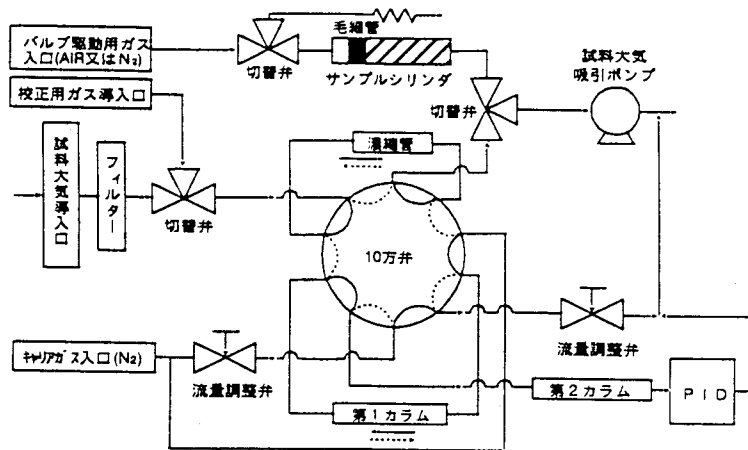 毛細管
バルブ駆動用ガス
入口(AIR又はN₂)
切替弁
サンプルシリンダ
試料大気
吸引ポンプ
校正用ガス導入口
切替弁
試料大気導入口
フィルター
切替弁
濃縮管
10方弁
キャリアガス入口(N₂)
流量調整弁
流量調整弁
第1カラム
第2カラム
PID